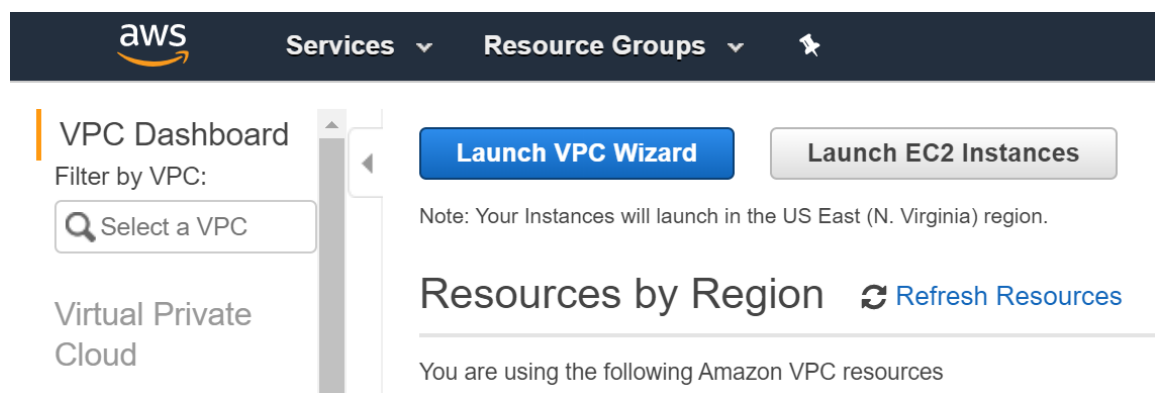 aws
Services
Resource Groups
VPC Dashboard
Filter by VPC:
Select a VPC
Virtual Private
Cloud
Launch VPC Wizard
Launch EC2 Instances
Note: Your Instances will launch in the US East (N. Virginia) region.
Resources by Region
Refresh Resources
You are using the following Amazon VPC resources